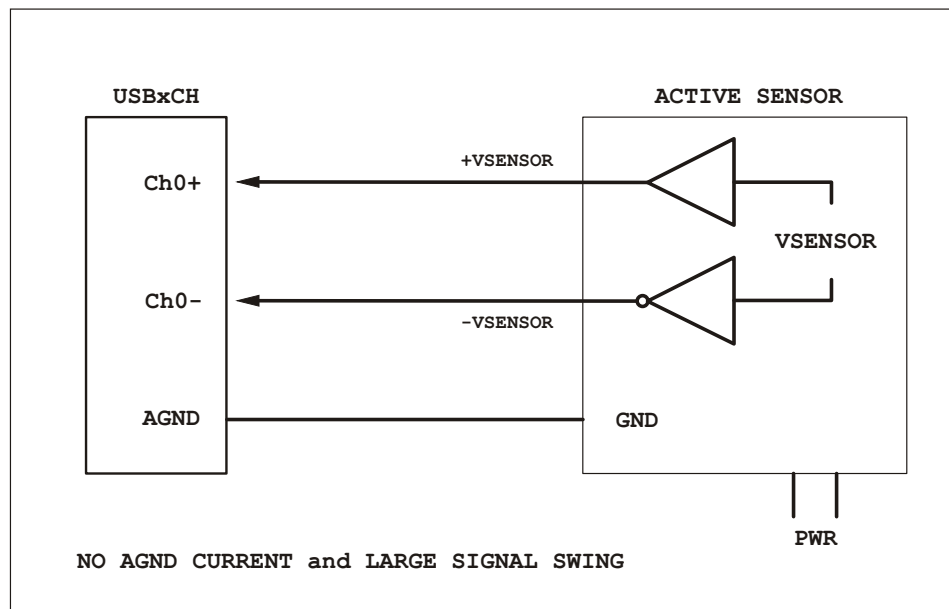 USBxCH
ACTIVE SENSOR
+VSENSOR
Ch0+
VSENSOR
Ch0-
-VSENSOR
AGND
GND
PWR
NO AGND CURRENT and LARGE SIGNAL SWING